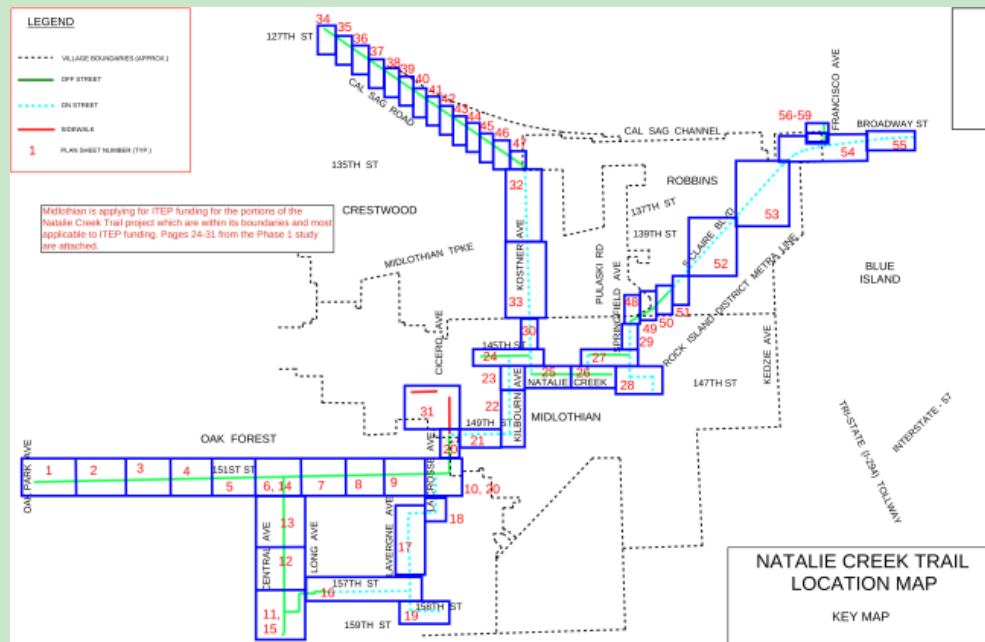 LEGEND
VILLAGE BOUNDARIES (APPROX.)
OFF STREET
ON STREET
SIDEWALK
1 PLAN SHEET NUMBER (TYP.)
34
127TH ST
35
36
37
38
39
40
41
42
43
44
45
46
47
CAL SAG ROAD
CAL SAG CHANNEL
56-59
FRANCISCO AVE
BROADWAY ST
54
55
135TH ST
32
ROBBINS
CRESTWOOD
137TH ST
139TH ST
53
Midlothian is applying for ITEP funding for the portions of the
Natalie Creek Trail project which are within its boundaries and most
applicable to ITEP funding. Pages 24-31 from the Phase 1 study
are attached.
MIDLOTHIAN TPKE
KOSTNER AVE
PULASKI RD
S CLAIRE BLVD
52
BLUE
ISLAND
33
SPRINGFIELD AVE
48
49
50
51
ROCK ISLAND DISTRICT METRA LINE
CICERO AVE
30
29
KEDZIE AVE
145TH ST
24
27
23
25
26
28
NATALIE CREEK
147TH ST
22
KILBOURN AVE
31
MIDLOTHIAN
149TH ST
21
20
OAK FOREST
TRI-STATE (I-294) TOLLWAY
INTERSTATE - 57
OAK PARK AVE
1
2
3
4
151ST ST
5
6, 14
7
8
9
LACROSSE AVE
10, 20
18
13
CENTRAL AVE
LONG AVE
LAVERGNE AVE
17
12
157TH ST
16
11,
15
158TH ST
19
159TH ST
NATALIE CREEK TRAIL
LOCATION MAP
KEY MAP